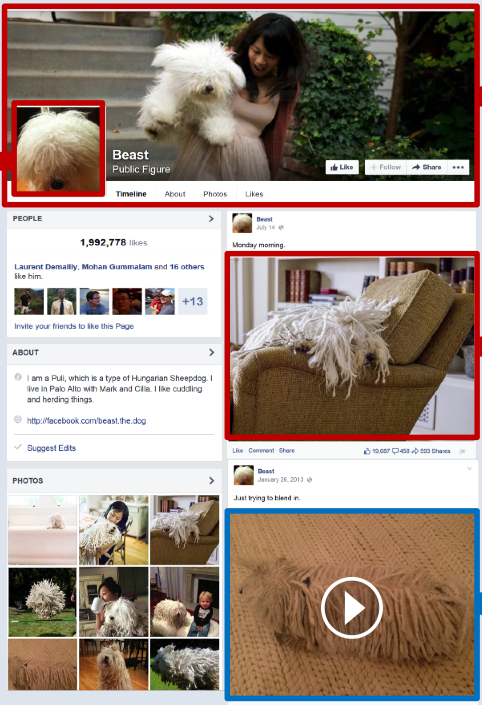 Beast
Public Figure
Like
Follow
Share
Timeline
About
Photos
Likes
PEOPLE
1,992,778 likes
Laurent Demailly, Mohan Gummalam and 16 others
like him.
+13
Invite your friends to like this Page
ABOUT
I am a Puli, which is a type of Hungarian Sheepdog. I
live in Palo Alto with Mark and Cilla. I like cuddling
and herding things.
http://facebook.com/beast.the.dog
Suggest Edits
PHOTOS
Beast
July 14
Monday morning.
Like · Comment · Share
19,687 458 593 Shares
Beast
January 26, 2013
Just trying to blend in.